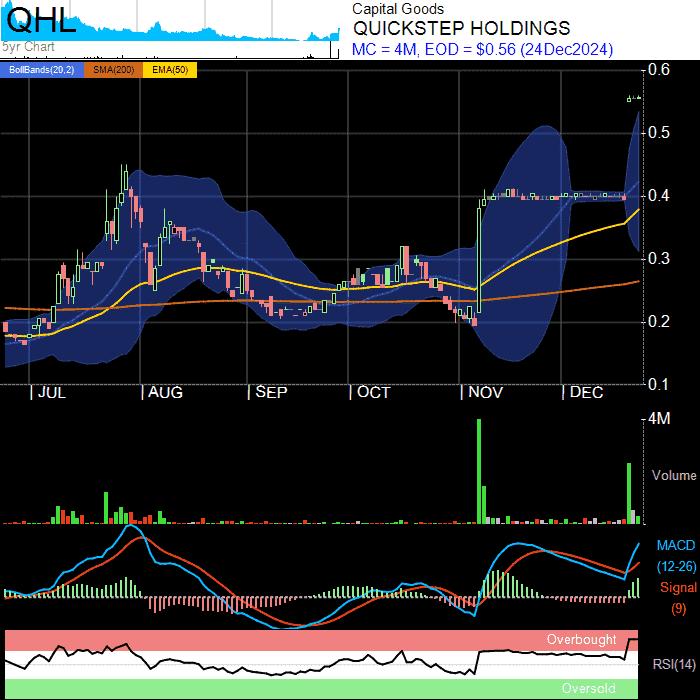 QHL
5yr Chart
Capital Goods
QUICKSTEP HOLDINGS
MC = 4M, EOD = $0.56 (24Dec2024)
BollBands(20,2) SMA(200) EMA(50)
0.6
0.5
0.4
0.3
0.2
0.1
JUL AUG SEP OCT NOV DEC
4M
Volume
MACD
(12-26)
Signal
(9)
Overbought
RSI(14)
Oversold